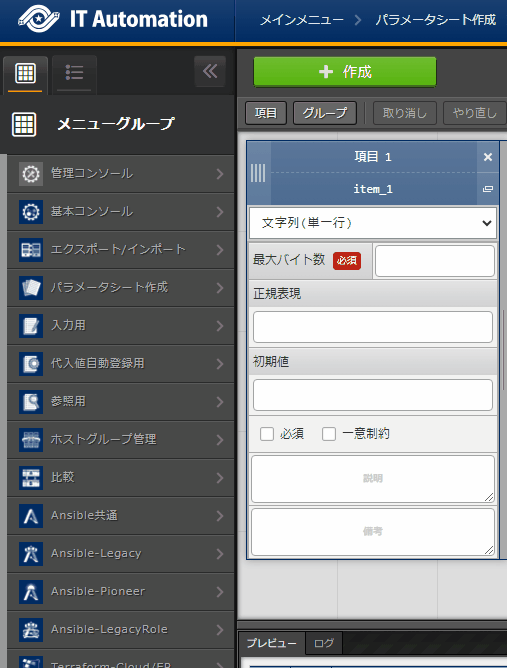 IT Automation
メインメニュー
パラメータシート作成
メニューグループ
管理コンソール
基本コンソール
エクスポート/インポート
パラメータシート作成
入力用
代入値自動登録用
参照用
ホストグループ管理
比較
Ansible共通
Ansible-Legacy
Ansible-Pioneer
Ansible-LegacyRole
Terraform-Cloud/EP
作成
項目 グループ 取り消し やり直し
項目 1
item_1
文字列(単一行)
最大バイト数 必須
正規表現
初期値
必須 一意制約
説明
備考
プレビュー ログ